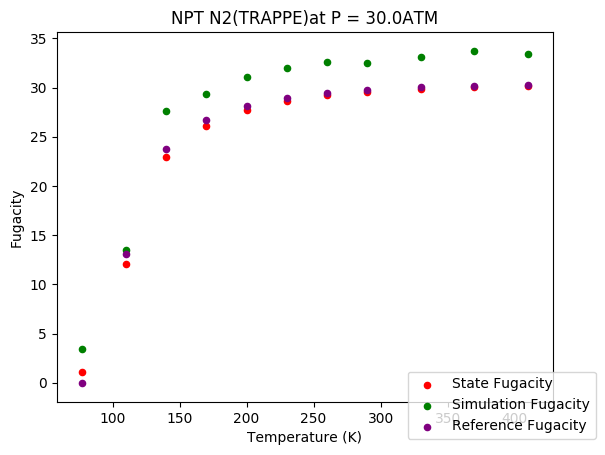 NPT N2(TRAPPE)at P = 30.0ATM
35
30
25
20
15
10
5
0
Fugacity
100 150 200 250 300 350 400
Temperature (K)
State Fugacity
Simulation Fugacity
Reference Fugacity